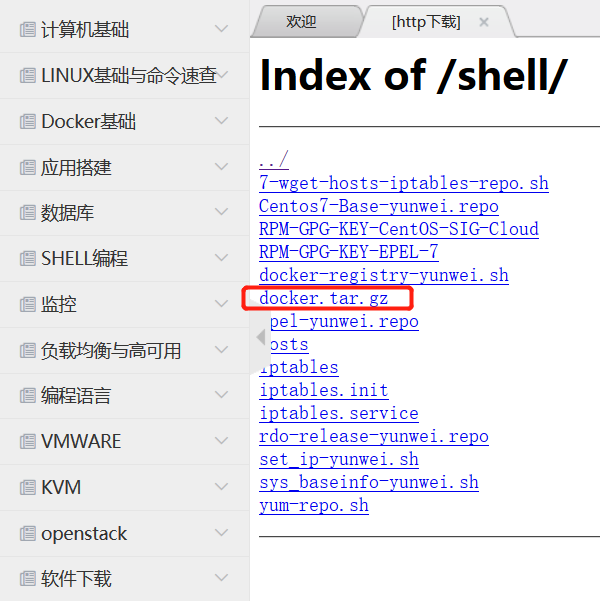 计算机基础
LINUX基础与命令速查
Docker基础
应用搭建
数据库
SHELL编程
监控
负载均衡与高可用
编程语言
VMWARE
KVM
openstack
软件下载
欢迎
[http下载]
Index of /shell/
../
7-wget-hosts-iptables-repo.sh
Centos7-Base-yunwei.repo
RPM-GPG-KEY-CentOS-SIG-Cloud
RPM-GPG-KEY-EPEL-7
docker-registry-yunwei.sh
docker.tar.gz
epel-yunwei.repo
hosts
iptables
iptables.init
iptables.service
rdo-release-yunwei.repo
set_ip-yunwei.sh
sys_baseinfo-yunwei.sh
yum-repo.sh